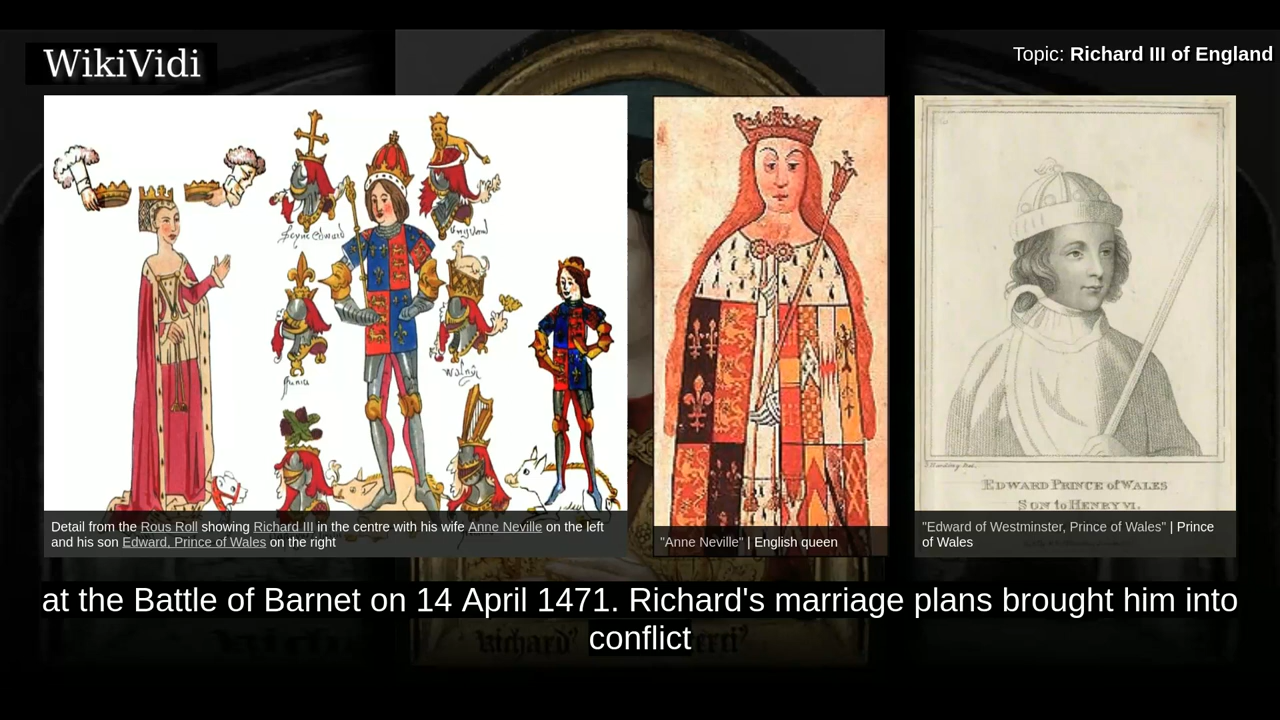 WikiVidi
Topic: Richard III of England
Detail from the Rous Roll showing Richard III in the centre with his wife Anne Neville on the left
and his son Edward, Prince of Wales on the right
"Anne Neville" | English queen
EDWARD PRINCE of WALES
SON to HENRY VI.
"Edward of Westminster, Prince of Wales" | Prince
of Wales
at the Battle of Barnet on 14 April 1471. Richard's marriage plans brought him into
conflict